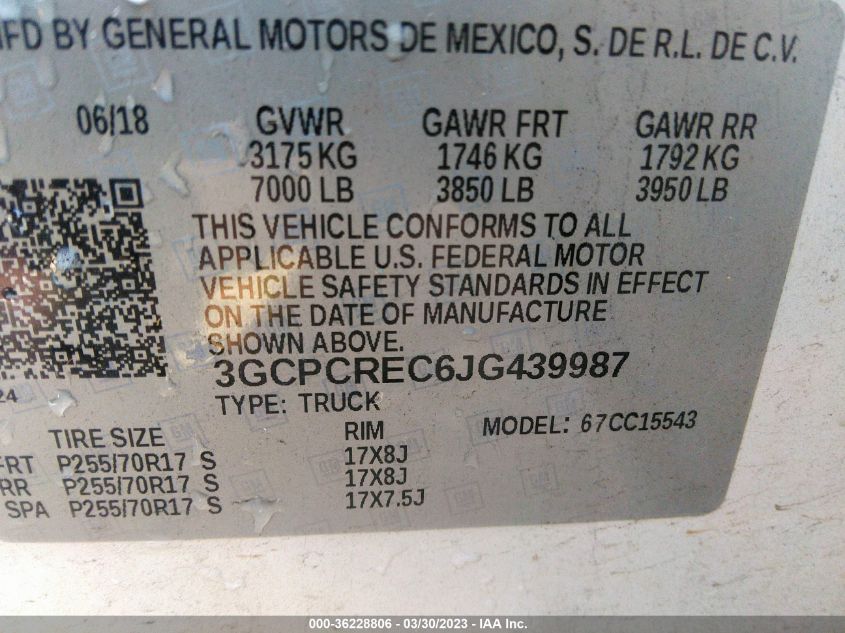 MFD BY GENERAL MOTORS DE MEXICO, S. DE R.L. DE C.V.
06/18 GVWR GAWR FRT GAWR RR
3175 KG 1746 KG 1792 KG
7000 LB 3850 LB 3950 LB
THIS VEHICLE CONFORMS TO ALL
APPLICABLE U.S. FEDERAL MOTOR
VEHICLE SAFETY STANDARDS IN EFFECT
ON THE DATE OF MANUFACTURE
SHOWN ABOVE.
3GCPCREC6JG439987
24
TYPE: TRUCK
MODEL: 67CC15543
TIRE SIZE RIM
FRT P255/70R17 S 17X8J
RR P255/70R17 S 17X8J
SPA P255/70R17 S 17X7.5J
000-36228806 / 03/30/2023 - IAA Inc.